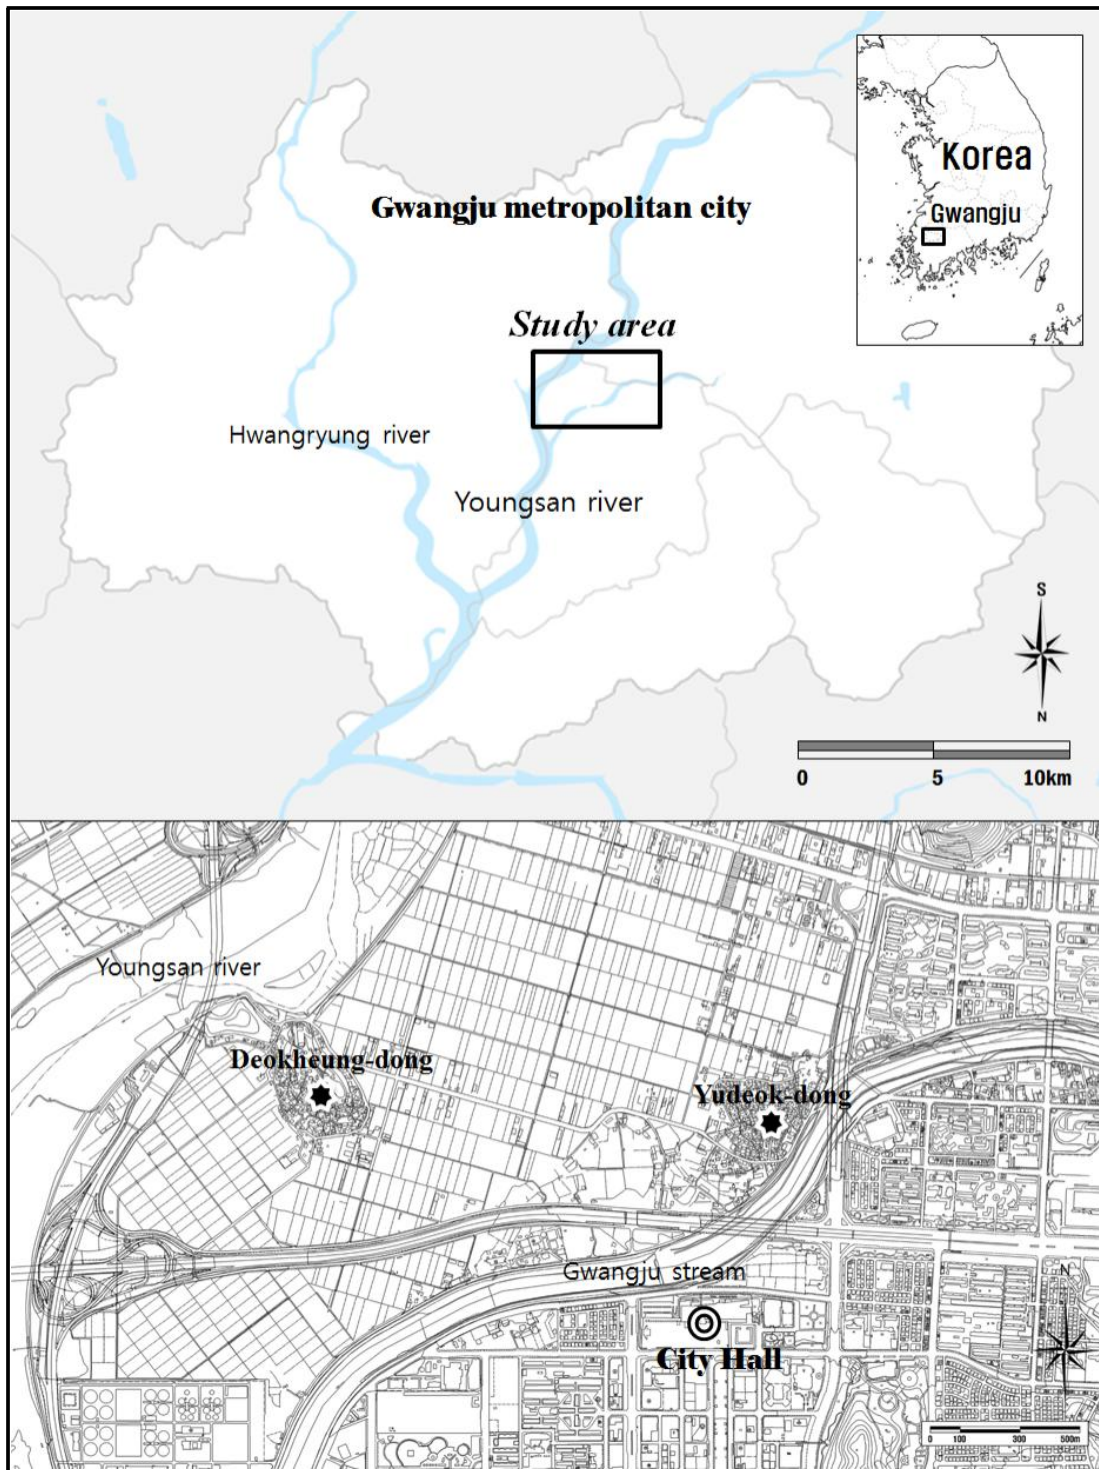 Korea
Gwangju
Gwangju metropolitan city
Study area
Hwangryung river
Youngsan river
S
N
0 5 10km
Youngsan river
Deokheung-dong
Yudeok-dong
Gwangju stream
City Hall
N
0 100 300 500m